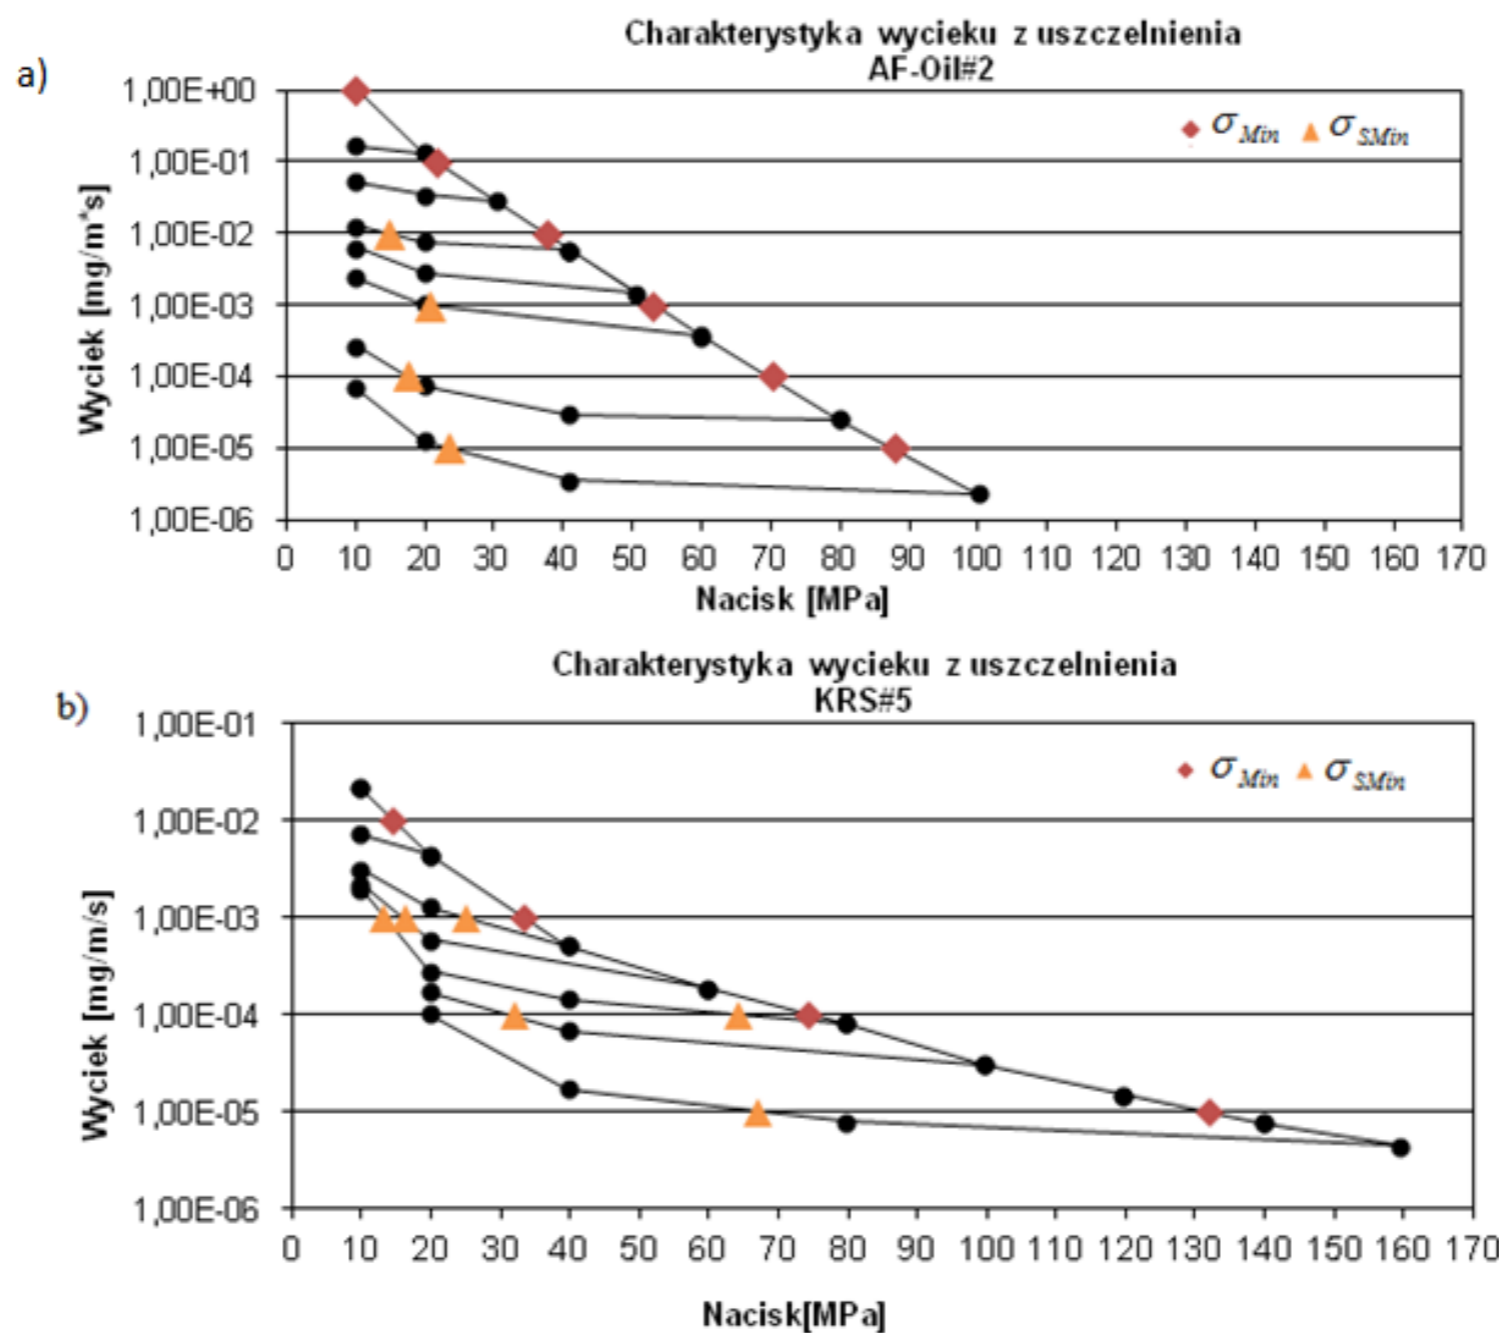 a)
Charakterystyka wycieku z uszczelnienia
AF-Oil#2
1,00E+00
1,00E-01
1,00E-02
1,00E-03
1,00E-04
1,00E-05
1,00E-06
Wyciek [mg/m*s]
σMin σSMin
0 10 20 30 40 50 60 70 80 90 100 110 120 130 140 150 160 170
Nacisk [MPa]
b)
Charakterystyka wycieku z uszczelnienia
KRS#5
1,00E-01
1,00E-02
1,00E-03
1,00E-04
1,00E-05
1,00E-06
Wyciek [mg/m/s]
σMin σSMin
0 10 20 30 40 50 60 70 80 90 100 110 120 130 140 150 160 170
Nacisk[MPa]